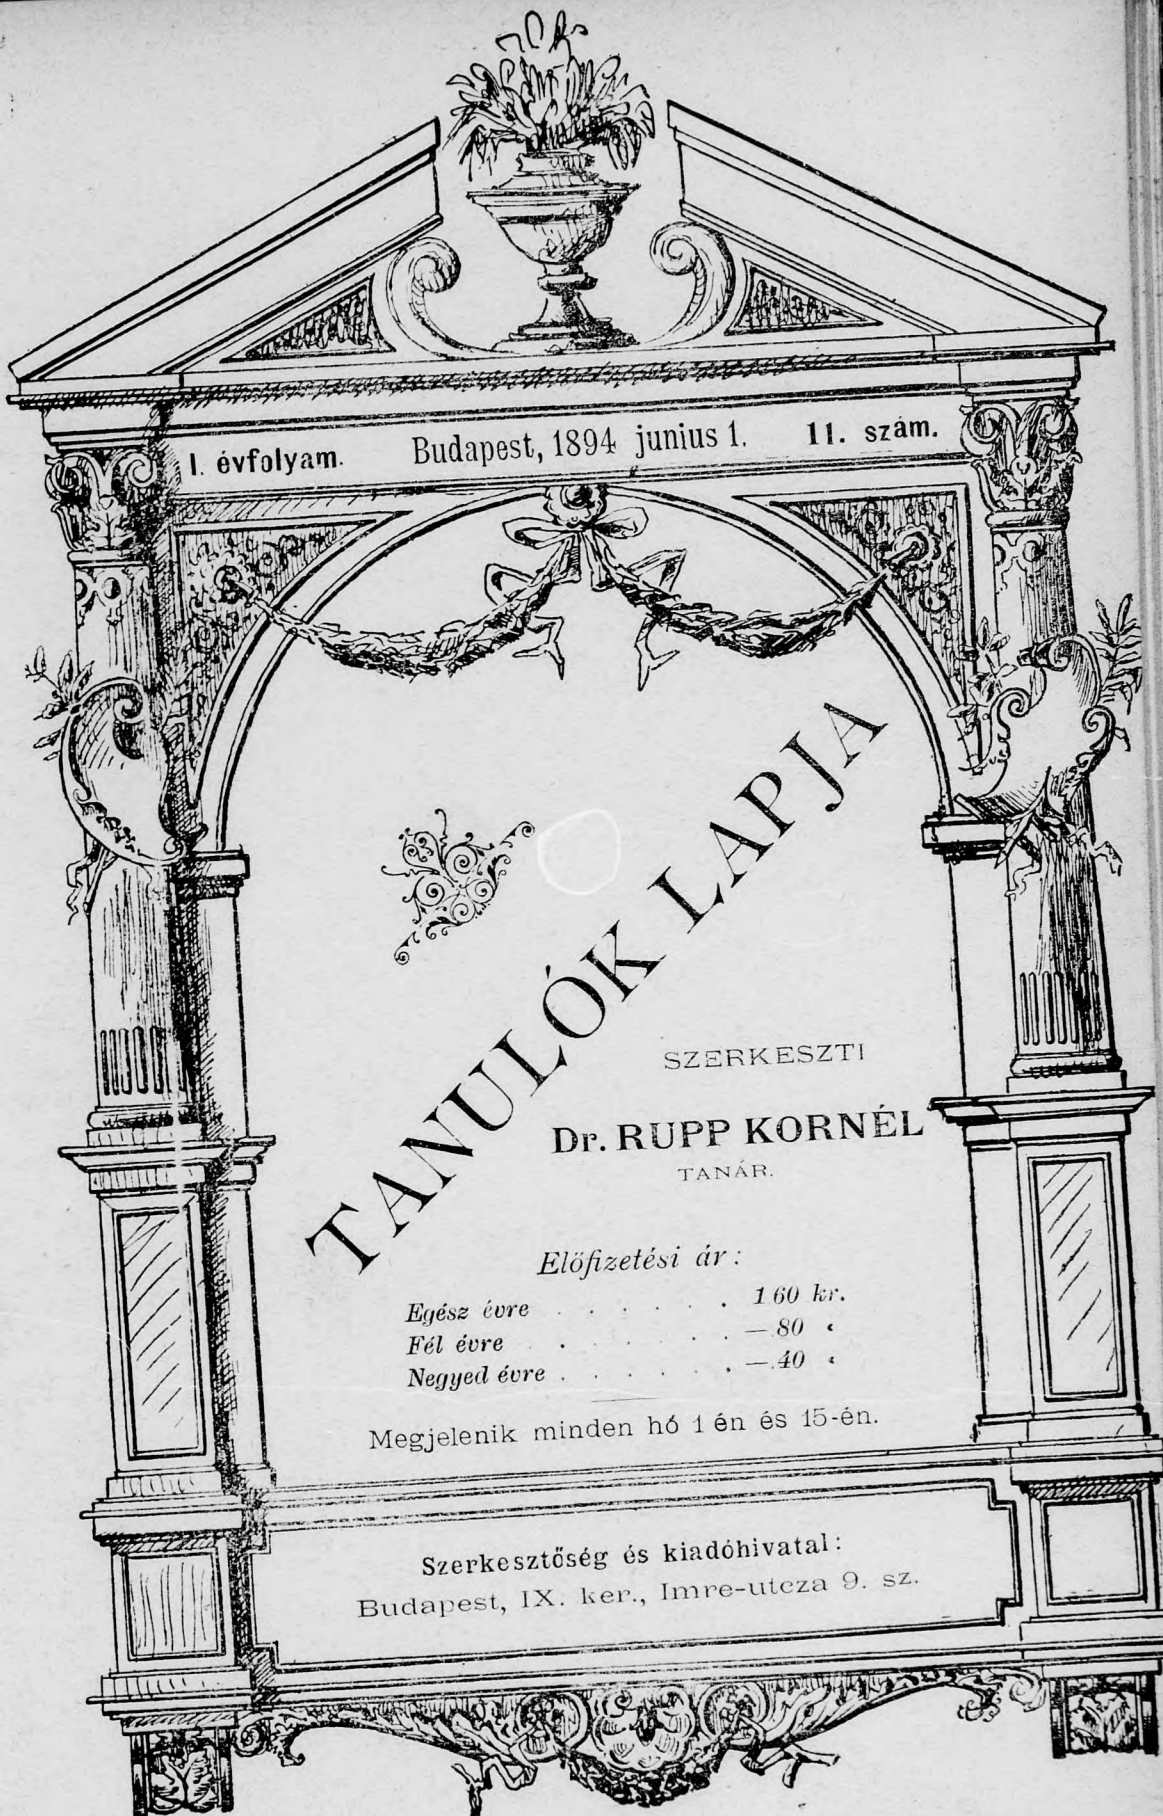 I. évfolyam. Budapest, 1894 junius 1. 11. szám.
TANULÓK LAPJA
SZERKESZTI
Dr. RUPP KORNÉL
TANÁR.
Előfizetési ár:
Egész évre . . . . . . 1 60 kr.
Fél évre . . . . . —.80 «
Negyed évre . . . . . . —.40 «
Megjelenik minden hó 1 én és 15-én.
Szerkesztőség és kiadóhivatal:
Budapest, IX. ker., Imre-utcza 9. sz.